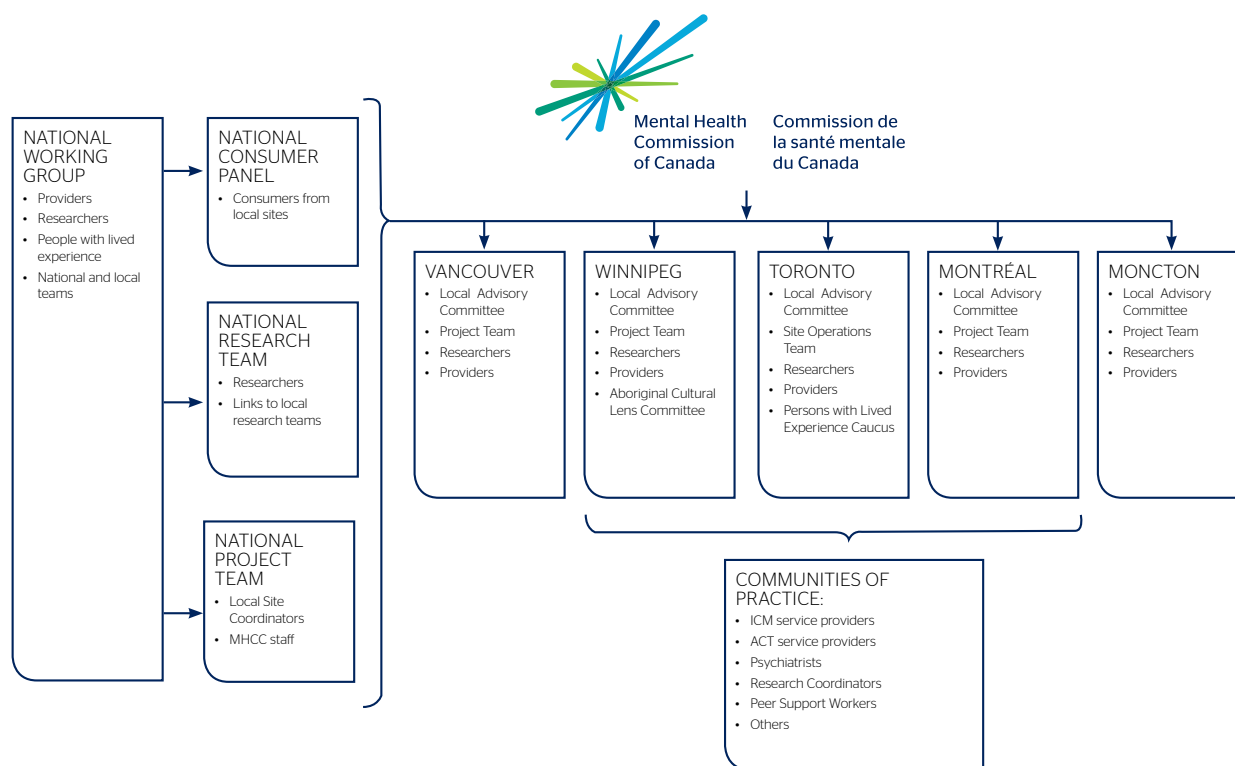 Mental Health
Commission
of Canada
Commission de
la santé mentale
du Canada
NATIONAL
WORKING
GROUP
• Providers
• Researchers
• People with lived
experience
• National and local
teams
NATIONAL
CONSUMER
PANEL
• Consumers from
local sites
NATIONAL
RESEARCH
TEAM
• Researchers
• Links to local
research teams
NATIONAL
PROJECT
TEAM
• Local Site
Coordinators
• MHCC staff
VANCOUVER
• Local Advisory
Committee
• Project Team
• Researchers
• Providers
WINNIPEG
• Local Advisory
Committee
• Project Team
• Researchers
• Providers
• Aboriginal Cultural
Lens Committee
TORONTO
• Local Advisory
Committee
• Site Operations
Team
• Researchers
• Providers
• Persons with Lived
Experience Caucus
MONTRÉAL
• Local Advisory
Committee
• Project Team
• Researchers
• Providers
MONCTON
• Local Advisory
Committee
• Project Team
• Researchers
• Providers
COMMUNITIES OF
PRACTICE:
• ICM service providers
• ACT service providers
• Psychiatrists
• Research Coordinators
• Peer Support Workers
• Others